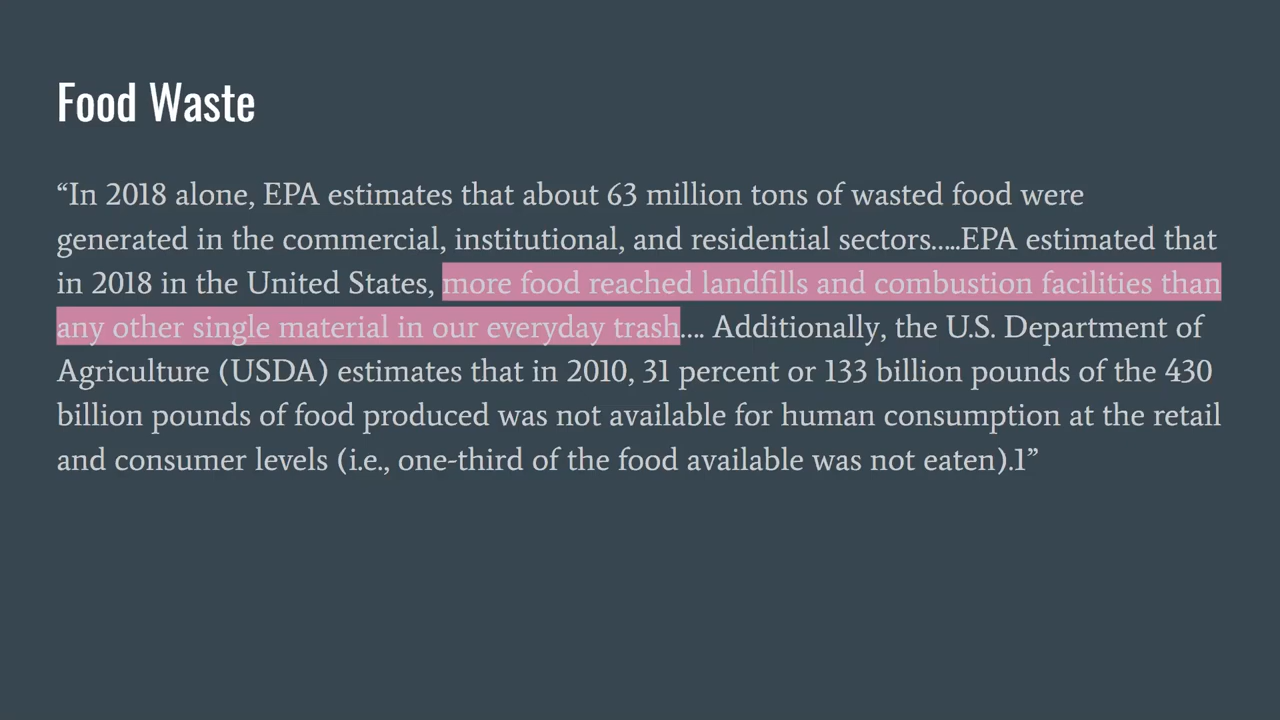 Food Waste
“In 2018 alone, EPA estimates that about 63 million tons of wasted food were
generated in the commercial, institutional, and residential sectors.....EPA estimated that
in 2018 in the United States, more food reached landfills and combustion facilities than
any other single material in our everyday trash.... Additionally, the U.S. Department of
Agriculture (USDA) estimates that in 2010, 31 percent or 133 billion pounds of the 430
billion pounds of food produced was not available for human consumption at the retail
and consumer levels (i.e., one-third of the food available was not eaten).1”